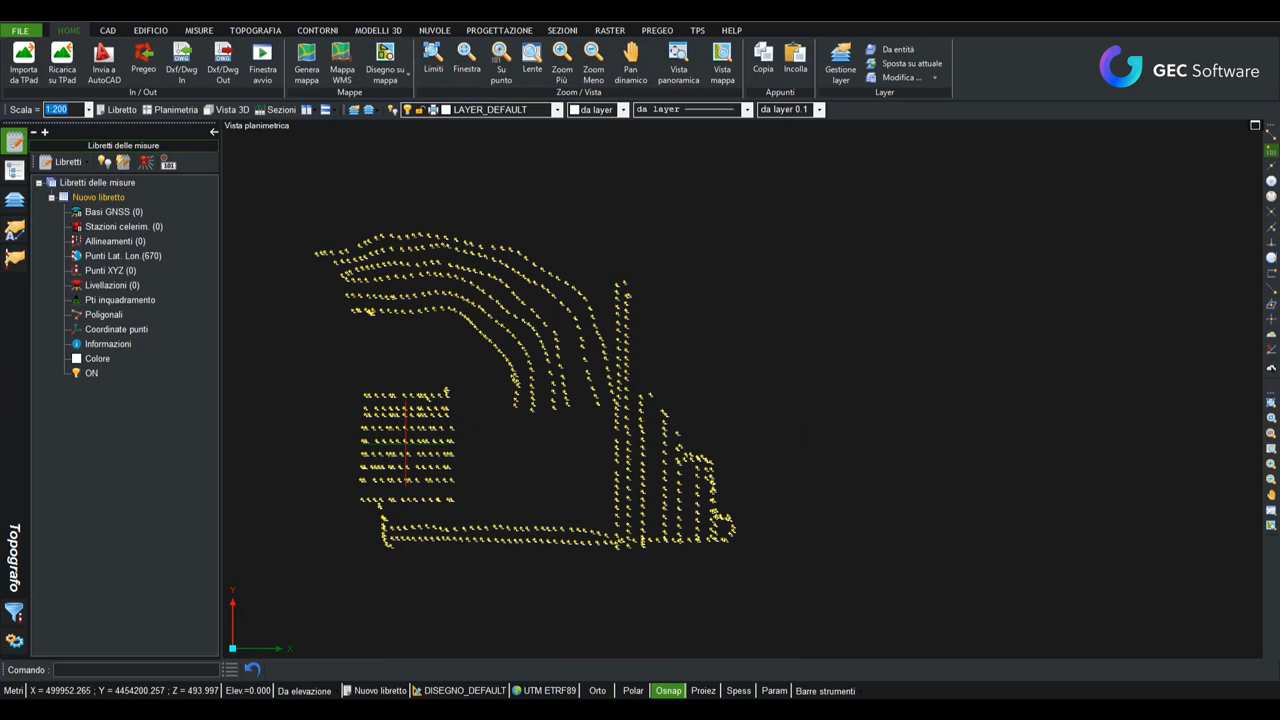 FILE HOME CAD EDIFICIO MISURE TOPOGRAFIA CONTORNI MODELLI 3D NUVOLE PROGETTAZIONE SEZIONI RASTER PREGEO TPS HELP
Importa da TPad
Ricarica su TPad
Invia a AutoCAD
Pregeo
Dxf/Dwg In
Dxf/Dwg Out
Finestra avvio
In / Out
Genera mappa
Mappa WMS
Disegno su mappa
Mappe
Limiti
Finestra
Su punto
Lente
Zoom Più
Zoom Meno
Pan dinamico
Vista panoramica
Vista mappa
Zoom / Vista
Copia
Incolla
Appunti
Gestione layer
Da entità
Sposta su attuale
Modifica ...
Layer
GEC Software
Scala = 1:200 Libretto Planimetria Vista 3D Sezioni LAYER_DEFAULT da layer da layer da layer 0.1
Vista planimetrica
Libretti delle misure
Libretti
Libretti delle misure
Nuovo libretto
Basi GNSS (0)
Stazioni celerim. (0)
Allineamenti (0)
Punti Lat. Lon.(670)
Punti XYZ (0)
Livellazioni (0)
Pti inquadramento
Poligonali
Coordinate punti
Informazioni
Colore
ON
Topografo
Y
X
Comando :
Metri X = 499952.265 ; Y = 4454200.257 ; Z = 493.997 Elev.=0.000 Da elevazione Nuovo libretto DISEGNO_DEFAULT UTM ETRF89 Orto Polar Osnap Proiez Spess Param Barre strumenti